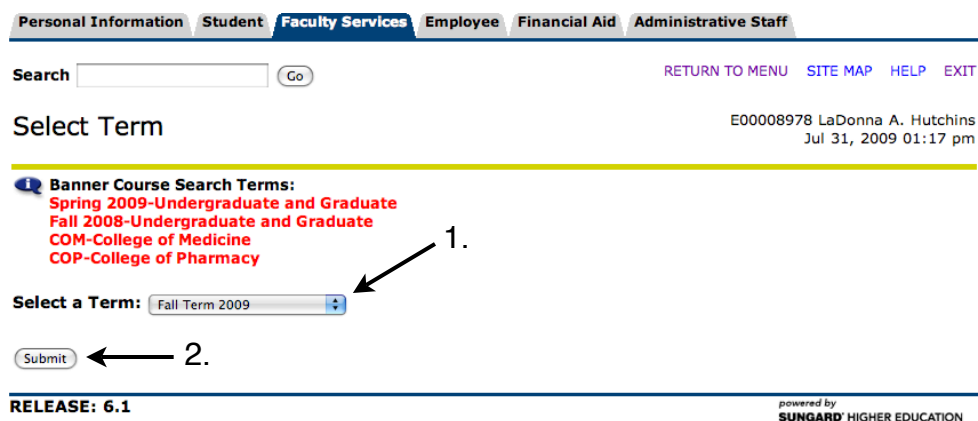 Personal Information Student Faculty Services Employee Financial Aid Administrative Staff
Search Go RETURN TO MENU SITE MAP HELP EXIT
Select Term E00008978 LaDonna A. Hutchins
Jul 31, 2009 01:17 pm
Banner Course Search Terms:
Spring 2009-Undergraduate and Graduate
Fall 2008-Undergraduate and Graduate
COM-College of Medicine
COP-College of Pharmacy
1.
Select a Term: Fall Term 2009
Submit 2.
RELEASE: 6.1 powered by
SUNGARD' HIGHER EDUCATION